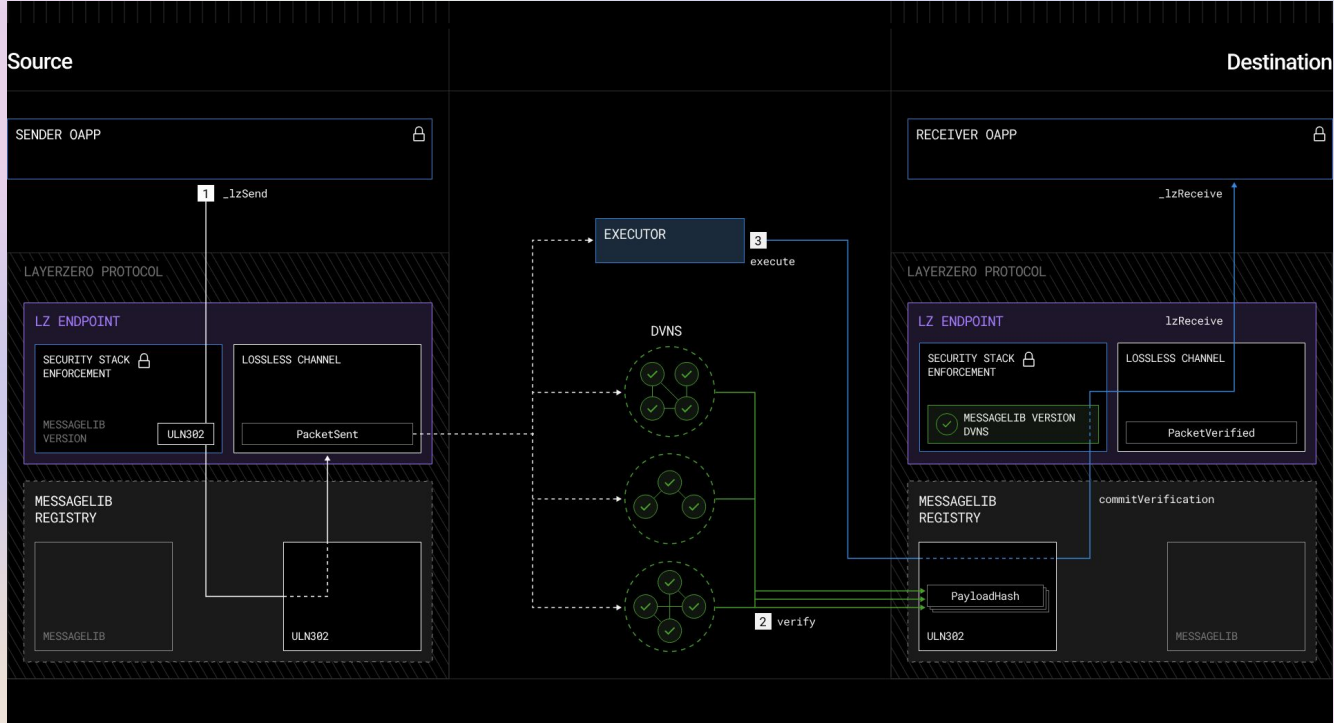 Source
Destination
SENDER OAPP
1 _lzSend
LAYERZERO PROTOCOL
LZ ENDPOINT
SECURITY STACK
ENFORCEMENT
MESSAGELIB
VERSION
ULN302
LOSSLESS CHANNEL
PacketSent
MESSAGELIB
REGISTRY
MESSAGELIB
ULN302
EXECUTOR
3
execute
DVNS
2 verify
RECEIVER OAPP
_lzReceive
LAYERZERO PROTOCOL
LZ ENDPOINT
lzReceive
SECURITY STACK
ENFORCEMENT
MESSAGELIB VERSION
DVNS
LOSSLESS CHANNEL
PacketVerified
MESSAGELIB
REGISTRY
commitVerification
PayloadHash
ULN302
MESSAGELIB